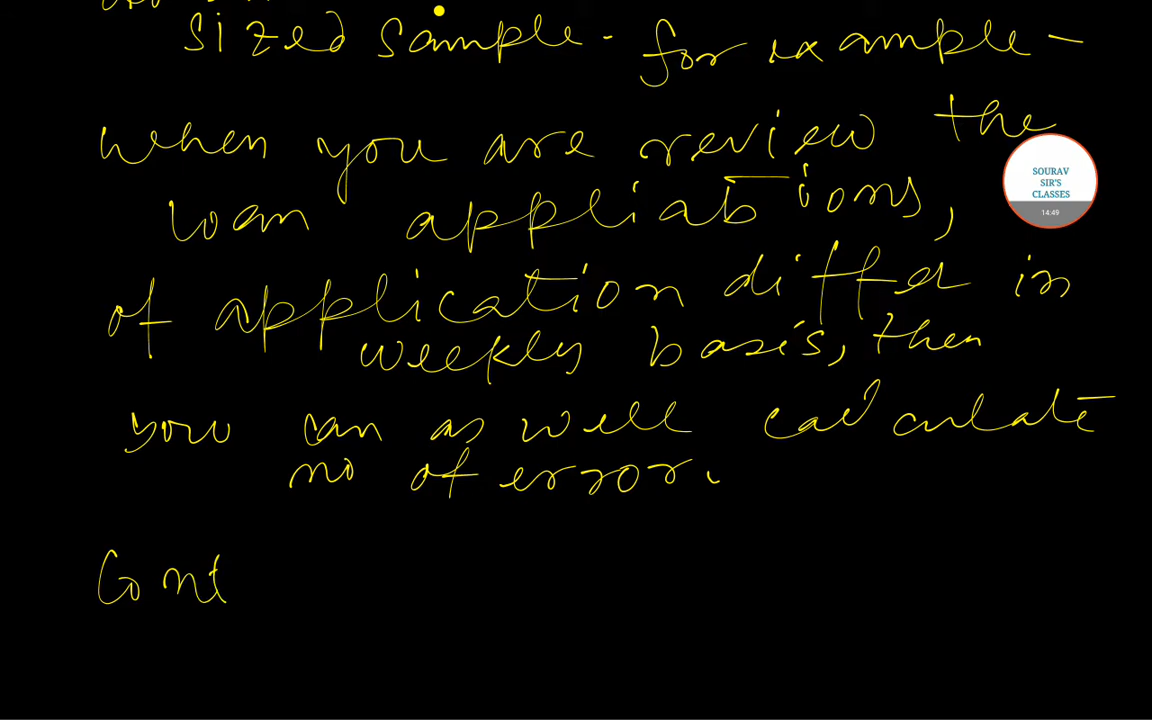 sized sample. for example -
when you are review the
SOURAV
SIR'S
CLASSES
14:49
loan appliations,
of application differ in
weekly basis, then
you can as well calculate
no of error.
Cont